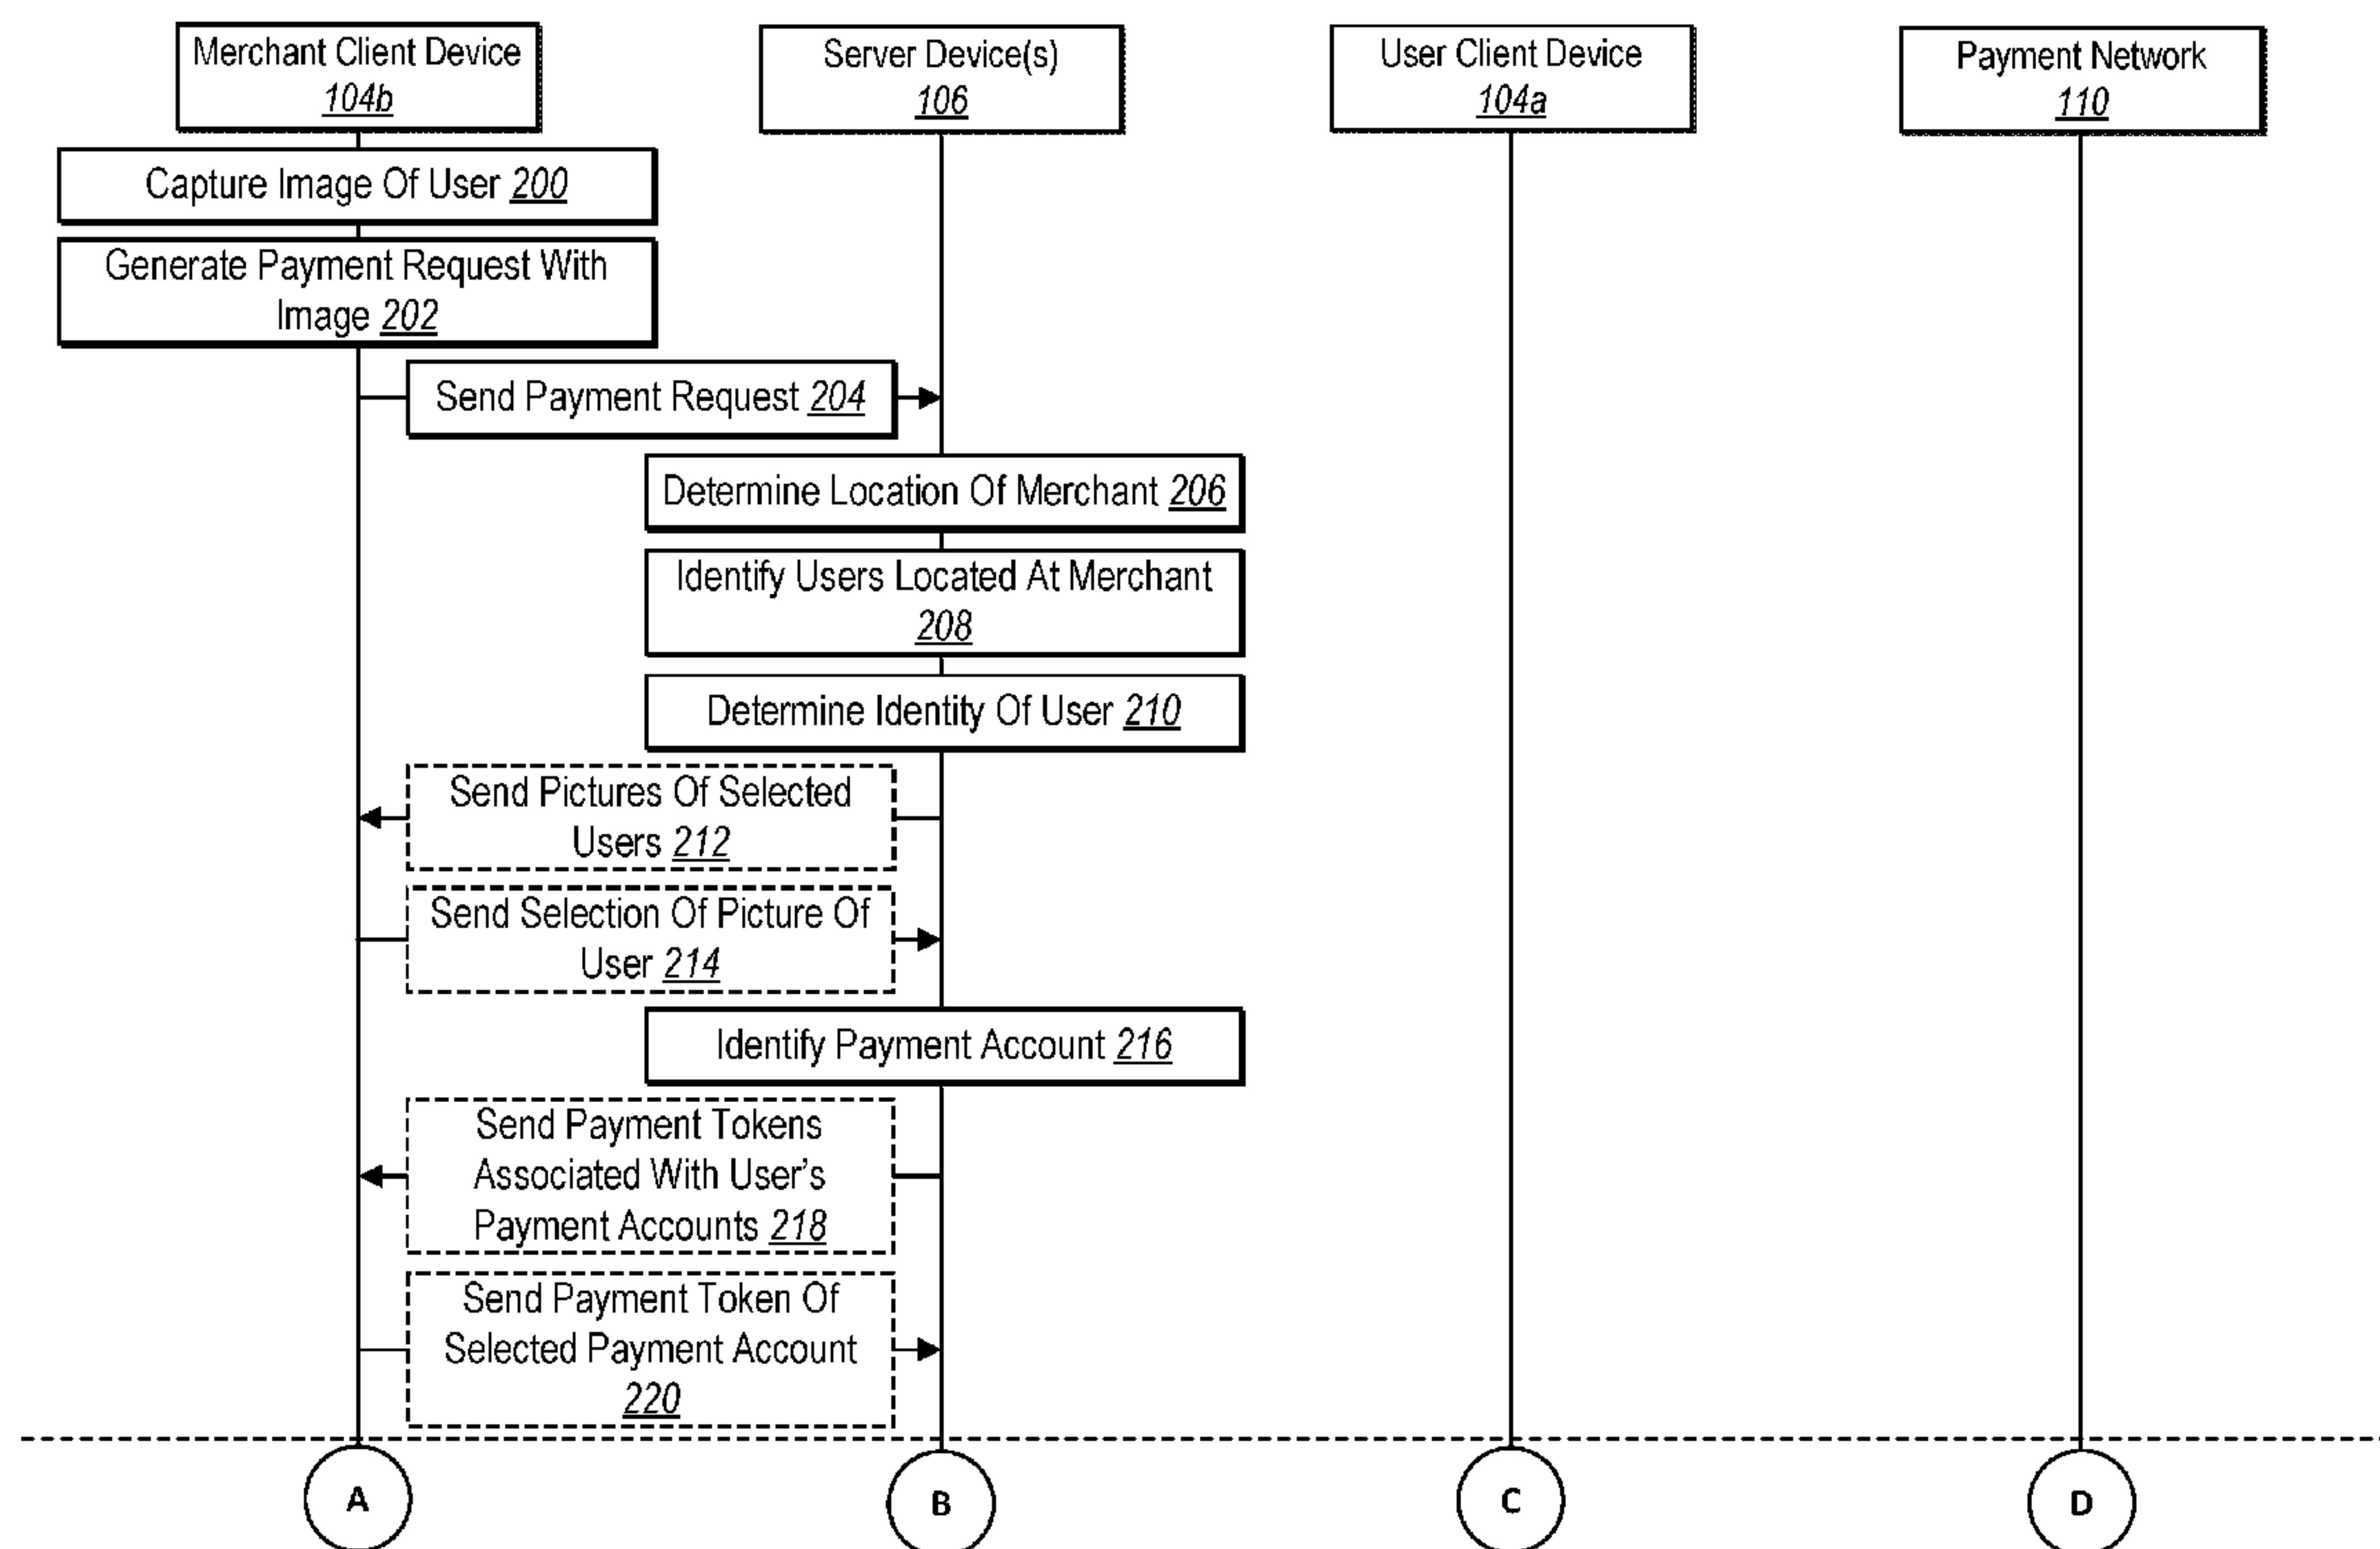 Merchant Client Device
104b
Server Device(s)
106
User Client Device
104a
Payment Network
110
Capture Image Of User 200
Generate Payment Request With
Image 202
Send Payment Request 204
Determine Location Of Merchant 206
Identify Users Located At Merchant
208
Determine Identity Of User 210
Send Pictures Of Selected
Users 212
Send Selection Of Picture Of
User 214
Identify Payment Account 216
Send Payment Tokens
Associated With User's
Payment Accounts 218
Send Payment Token Of
Selected Payment Account
220
A
B
C
D